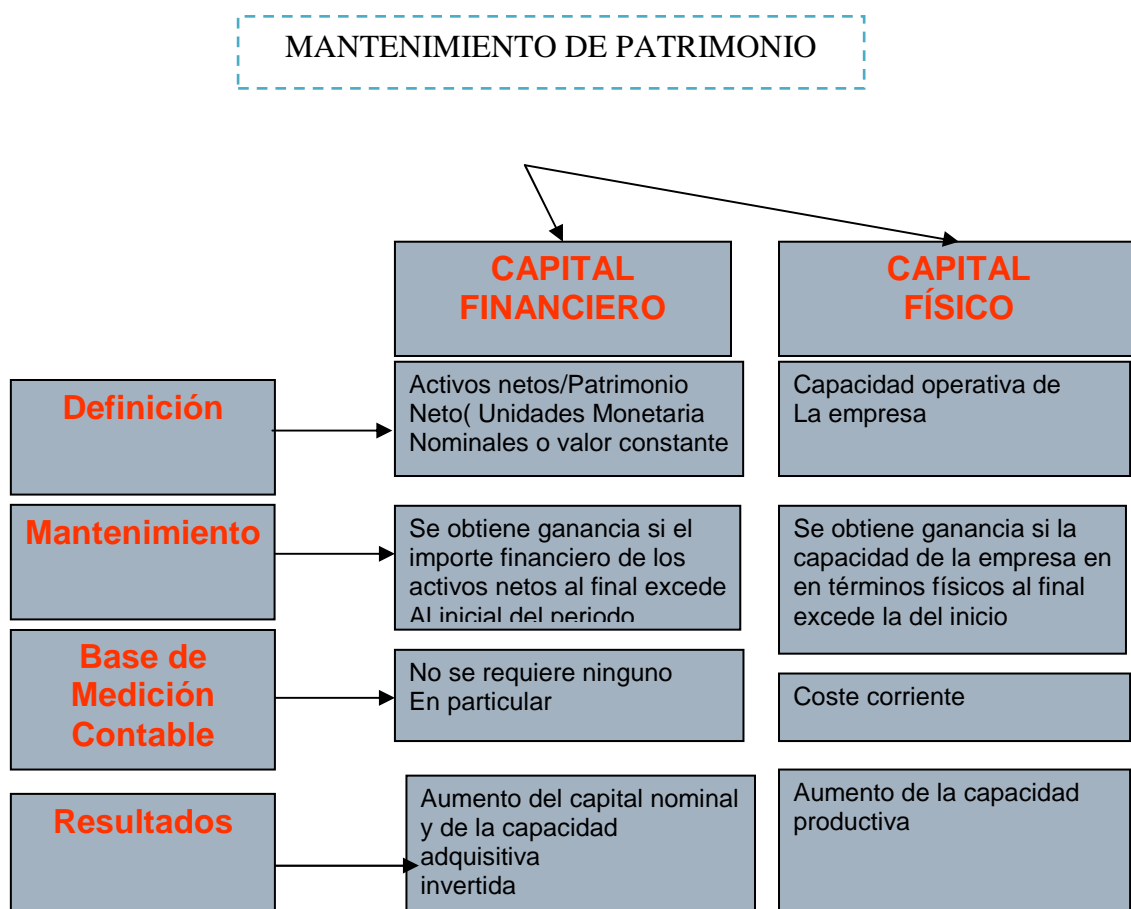 MANTENIMIENTO DE PATRIMONIO
CAPITAL
FINANCIERO
CAPITAL
FÍSICO
Definición
Activos netos/Patrimonio
Neto( Unidades Monetaria
Nominales o valor constante
Capacidad operativa de
La empresa
Mantenimiento
Se obtiene ganancia si el
importe financiero de los
activos netos al final excede
Al inicial del periodo
Se obtiene ganancia si la
capacidad de la empresa en
en términos físicos al final
excede la del inicio
Base de
Medición
Contable
No se requiere ninguno
En particular
Coste corriente
Resultados
Aumento del capital nominal
y de la capacidad
adquisitiva
invertida
Aumento de la capacidad
productiva